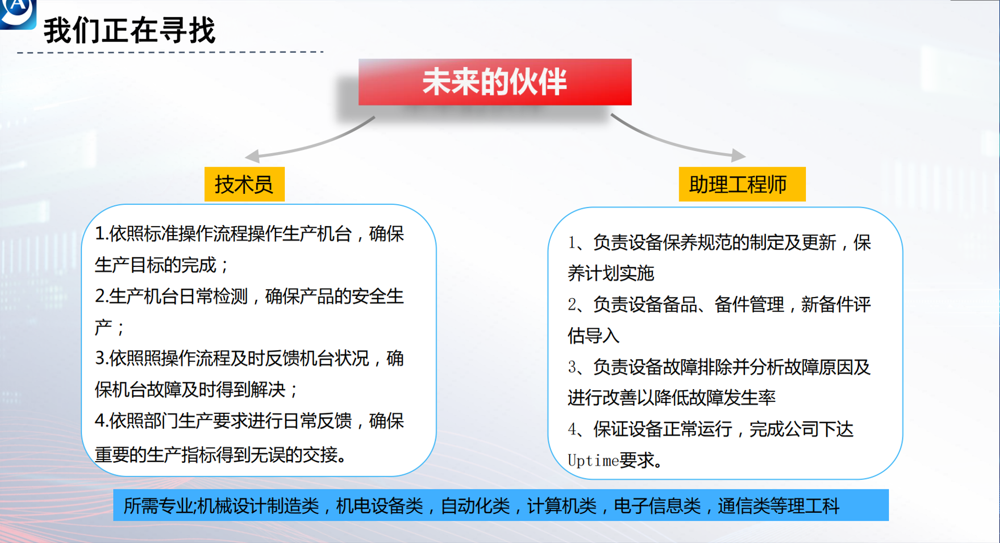 A
我们正在寻找
未来的伙伴
技术员
1.依照标准操作流程操作生产机台，确保
生产目标的完成；
2.生产机台日常检测，确保产品的安全生
产；
3.依照照操作流程及时反馈机台状况，确
保机台故障及时得到解决；
4.依照部门生产要求进行日常反馈，确保
重要的生产指标得到无误的交接。
助理工程师
1、负责设备保养规范的制定及更新，保
养计划实施
2、负责设备备品、备件管理，新备件评
估导入
3、负责设备故障排除并分析故障原因及
进行改善以降低故障发生率
4、保证设备正常运行，完成公司下达
Uptime要求。
所需专业;机械设计制造类，机电设备类，自动化类，计算机类，电子信息类，通信类等理工科